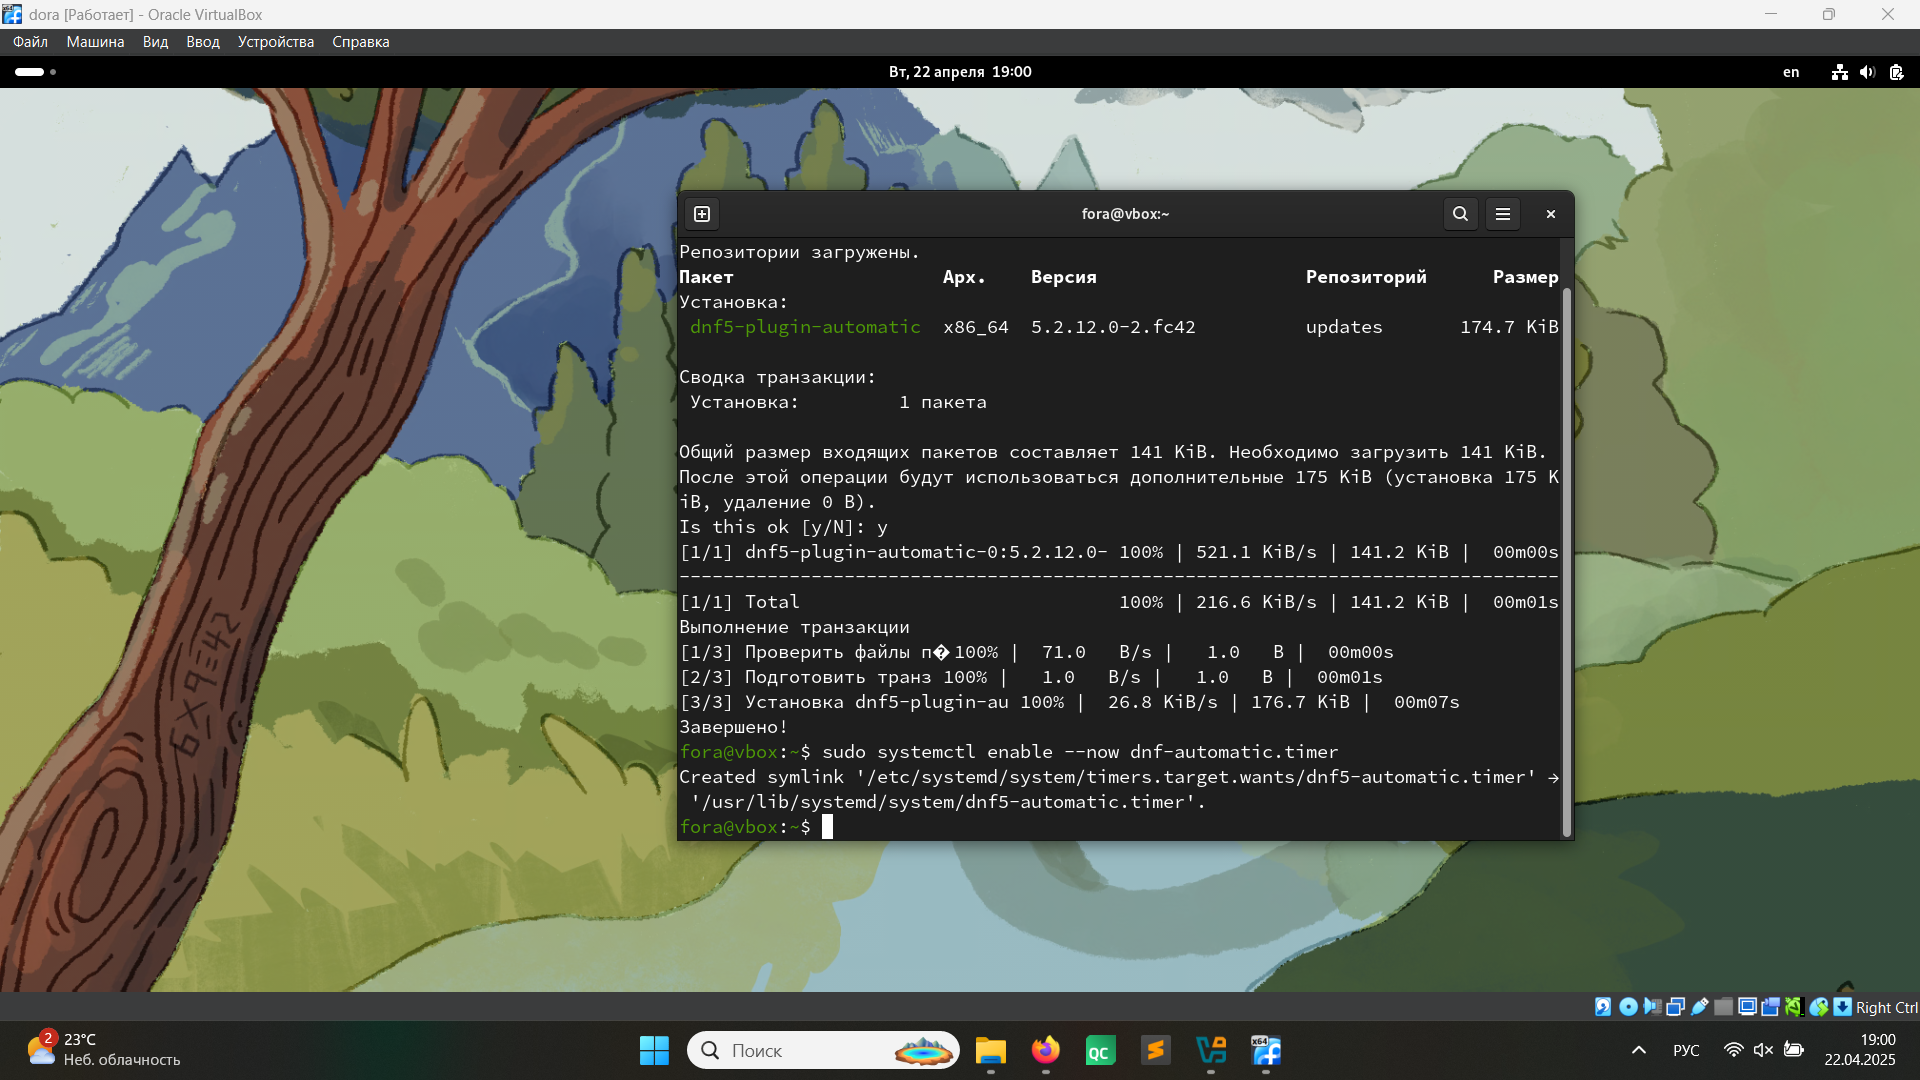 dora [Работает] - Oracle VirtualBox
Файл Машина Вид Ввод Устройства Справка
Вт, 22 апреля 19:00
en
fora@vbox:~
Репозитории загружены.
Пакет Арх. Версия Репозиторий Размер
Установка:
dnf5-plugin-automatic x86_64 5.2.12.0-2.fc42 updates 174.7 KiB
Сводка транзакции:
Установка: 1 пакета
Общий размер входящих пакетов составляет 141 KiB. Необходимо загрузить 141 KiB.
После этой операции будут использоваться дополнительные 175 KiB (установка 175 K
iB, удаление 0 B).
Is this ok [y/N]: y
[1/1] dnf5-plugin-automatic-0:5.2.12.0- 100% | 521.1 KiB/s | 141.2 KiB | 00m00s
--------------------------------------------------------------------------------
[1/1] Total 100% | 216.6 KiB/s | 141.2 KiB | 00m01s
Выполнение транзакции
[1/3] Проверить файлы п� 100% | 71.0 B/s | 1.0 B | 00m00s
[2/3] Подготовить транз 100% | 1.0 B/s | 1.0 B | 00m01s
[3/3] Установка dnf5-plugin-au 100% | 26.8 KiB/s | 176.7 KiB | 00m07s
Завершено!
fora@vbox:~$ sudo systemctl enable --now dnf-automatic.timer
Created symlink '/etc/systemd/system/timers.target.wants/dnf5-automatic.timer' →
'/usr/lib/systemd/system/dnf5-automatic.timer'.
fora@vbox:~$
6X9E42
Right Ctrl
2
23°C
Неб. облачность
Поиск
QC
x64
РУС
19:00
22.04.2025